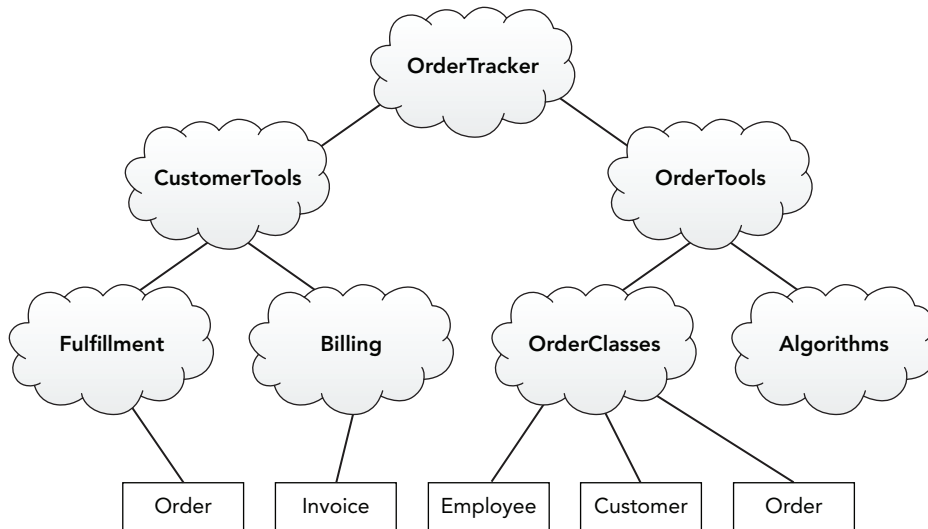 OrderTracker
CustomerTools
OrderTools
Fulfillment
Billing
OrderClasses
Algorithms
Order
Invoice
Employee
Customer
Order